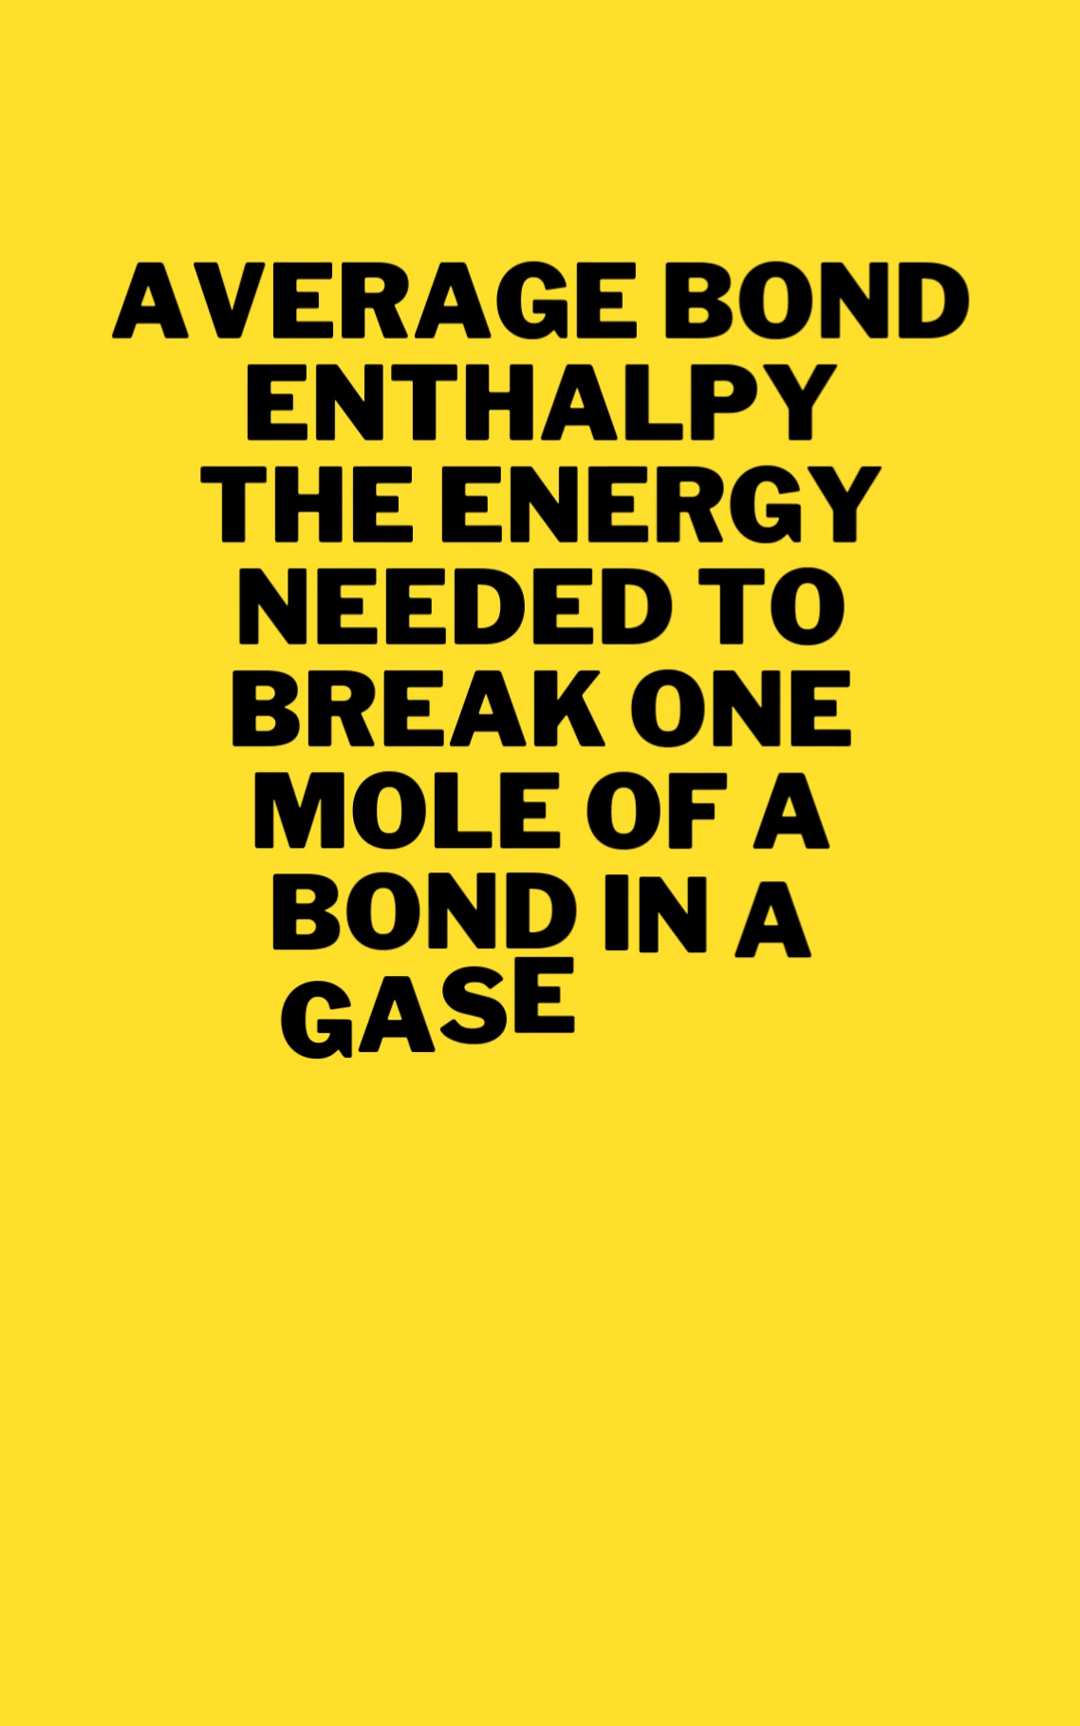 AVERAGE BOND
ENTHALPY
THE ENERGY
NEEDED TO
BREAK ONE
MOLE OF A
BOND IN A
GASE